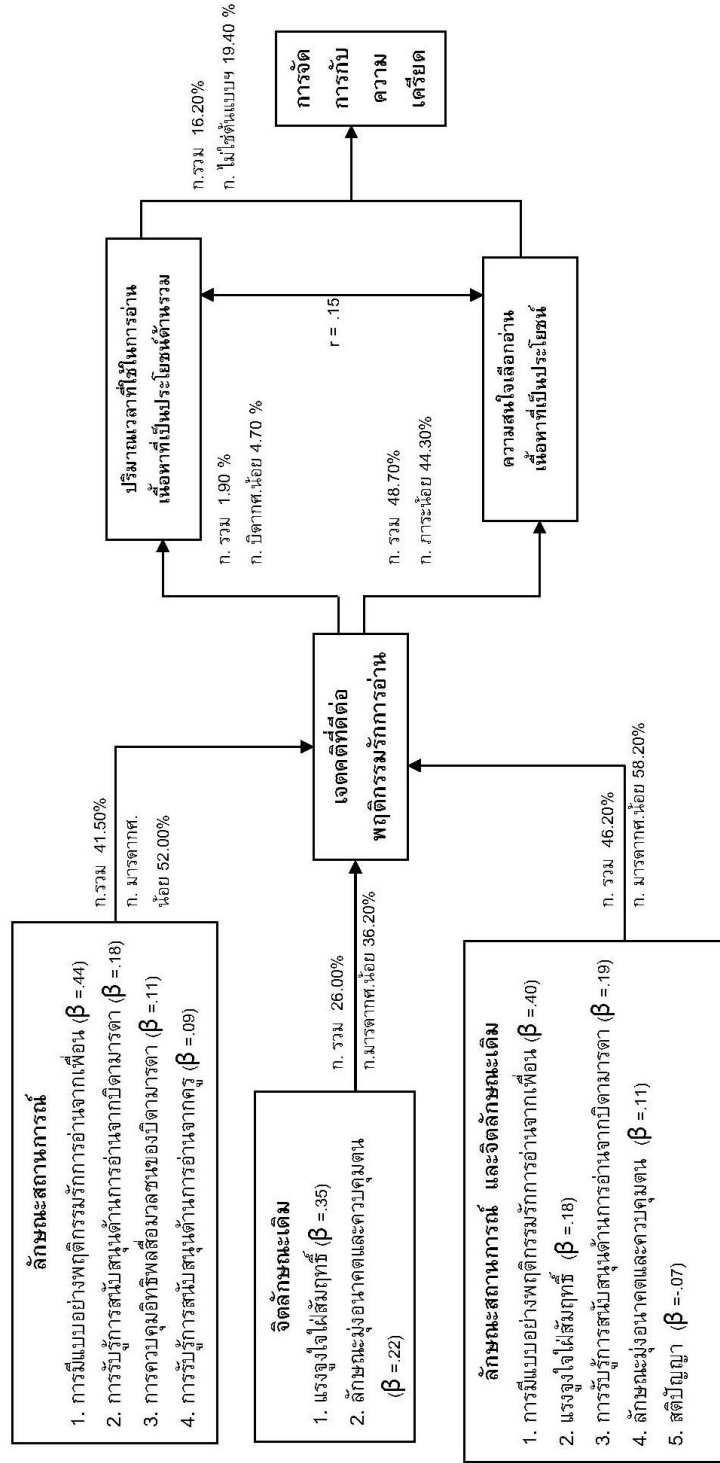 ลักษณะสถานการณ์
1. การมีแบบอย่างพฤติกรรมรักการอ่านจากเพื่อน (β =.44)
2. การรับรู้การสนับสนุนด้านการอ่านจากบิดามารดา (β =.18)
3. การควบคุมอิทธิพลสื่อมวลชนของบิดามารดา (β =.11)
4. การรับรู้การสนับสนุนด้านการอ่านจากครู (β =.09)
ก.รวม 41.50%
ก. มารดากศ.
น้อย 52.00%
จิตลักษณะเดิม
1. แรงจูงใจใฝ่สัมฤทธิ์ (β =.35)
2. ลักษณะมุ่งอนาคตและควบคุมตน
(β =.22)
ก. รวม 26.00%
ก.มารดากศ.น้อย 36.20%
ลักษณะสถานการณ์ และจิตลักษณะเดิม
1. การมีแบบอย่างพฤติกรรมรักการอ่านจากเพื่อน (β =.40)
2. แรงจูงใจใฝ่สัมฤทธิ์ (β =.18)
3. การรับรู้การสนับสนุนด้านการอ่านจากบิดามารดา (β =.19)
4. ลักษณะมุ่งอนาคตและควบคุมตน (β =.11)
5. สติปัญญา (β =-.07)
ก. รวม 46.20%
ก. มารดากศ.น้อย 58.20%
เจตคติที่ดีต่อ
พฤติกรรมรักการอ่าน
ก. รวม 1.90 %
ก. บิดากศ.น้อย 4.70 %
ก. รวม 48.70%
ก. ภาระน้อย 44.30%
ปริมาณเวลาที่ใช้ในการอ่าน
เนื้อหาที่เป็นประโยชน์ด้านรวม
r = .15
ความสนใจเลือกอ่าน
เนื้อหาที่เป็นประโยชน์
ก.รวม 16.20%
ก. ไม่ใช่ต้นแบบฯ 19.40 %
การจัด
การกับ
ความ
เครียด